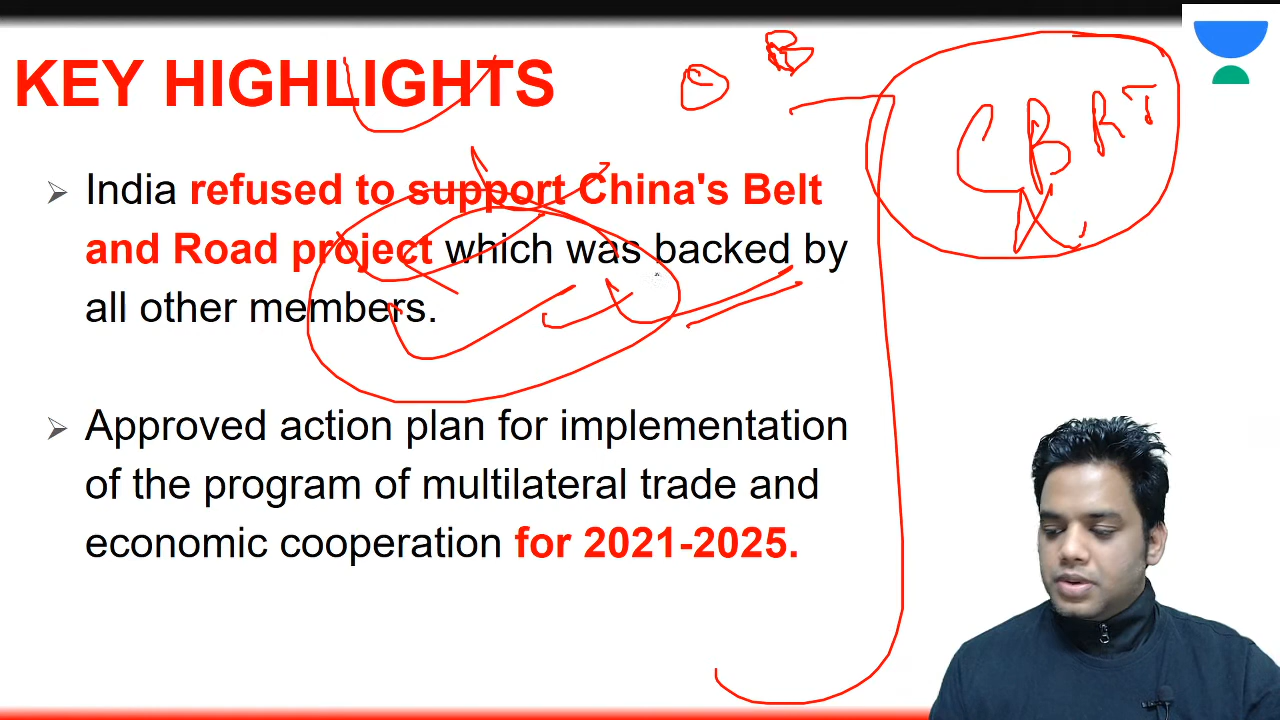 KEY HIGHLIGHTS
India refused to support China's Belt
and Road project which was backed by
all other members.
Approved action plan for implementation
of the program of multilateral trade and
economic cooperation for 2021-2025.